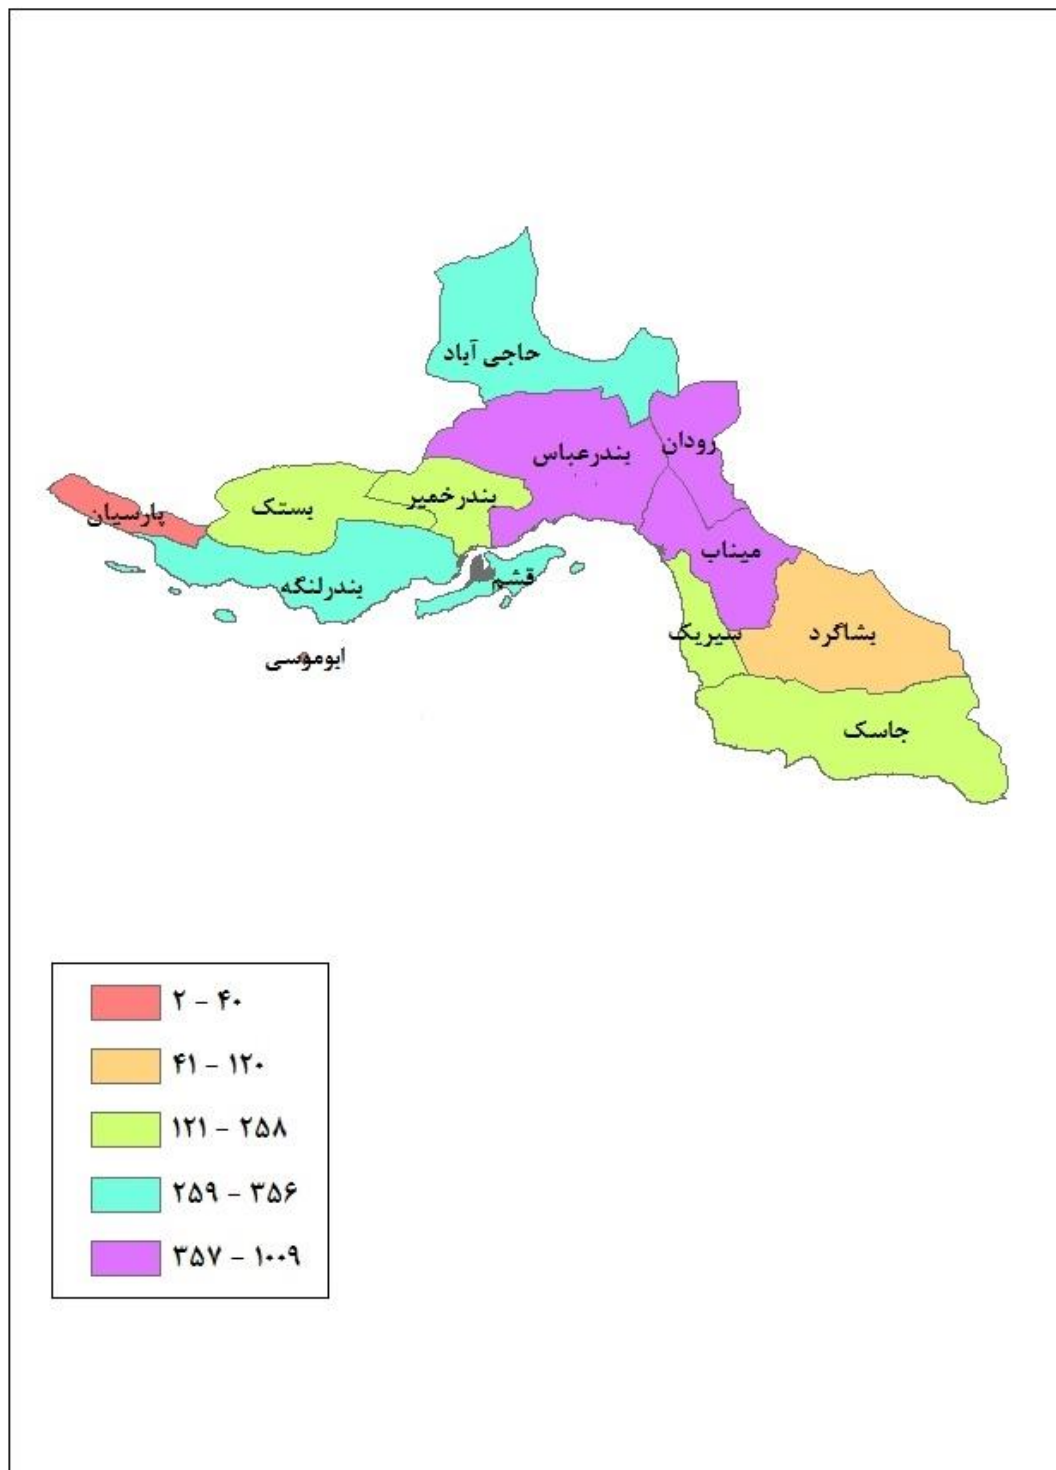 حاجی آباد
رودان
بندرعباس
بندرخمیر
بستک
پارسیان
میناب
قشم
بندرلنگه
سیریک
بشاگرد
ابوموسی
جاسک
۲ - ۴۰
۴۱ - ۱۲۰
۱۲۱ - ۲۵۸
۲۵۹ - ۳۵۶
۳۵۷ - ۱۰۰۹